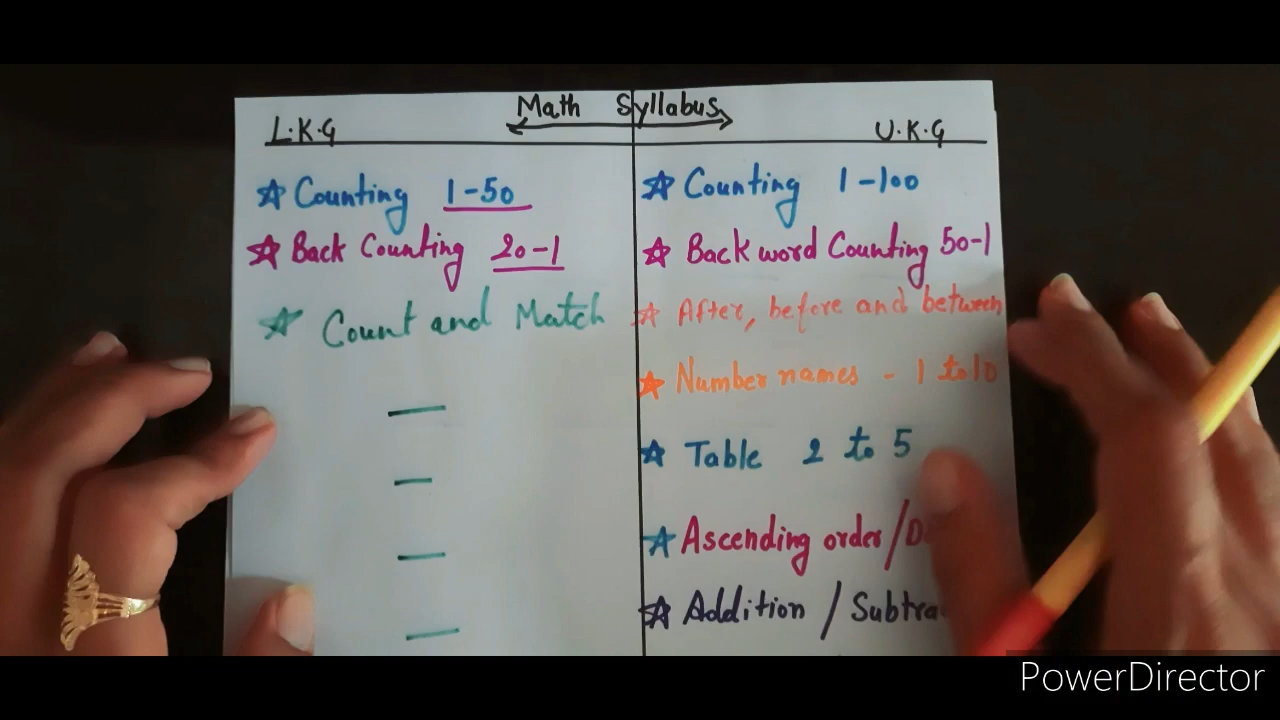 Math Syllabus
L.K.G
U.K.G
☆ Counting 1-50
☆ Back Counting 20-1
☆ Count and Match
☆ Counting 1-100
☆ Back word Counting 50-1
☆ After, before and between
☆ Number names - 1 to 10
☆ Table 2 to 5
☆ Ascending order/
☆ Addition /
PowerDirector